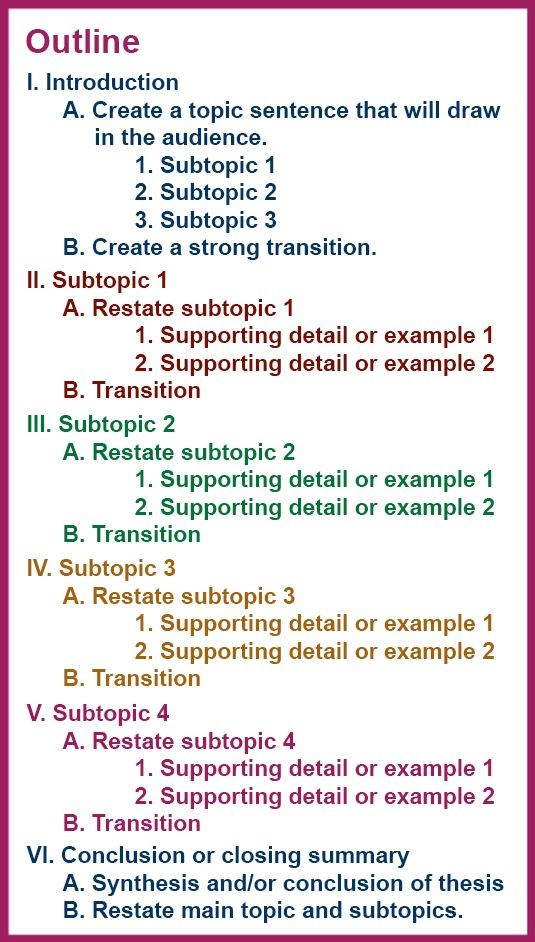 Outline
I. Introduction
A. Create a topic sentence that will draw
in the audience.
1. Subtopic 1
2. Subtopic 2
3. Subtopic 3
B. Create a strong transition.
II. Subtopic 1
A. Restate subtopic 1
1. Supporting detail or example 1
2. Supporting detail or example 2
B. Transition
III. Subtopic 2
A. Restate subtopic 2
1. Supporting detail or example 1
2. Supporting detail or example 2
B. Transition
IV. Subtopic 3
A. Restate subtopic 3
1. Supporting detail or example 1
2. Supporting detail or example 2
B. Transition
V. Subtopic 4
A. Restate subtopic 4
1. Supporting detail or example 1
2. Supporting detail or example 2
B. Transition
VI. Conclusion or closing summary
A. Synthesis and/or conclusion of thesis
B. Restate main topic and subtopics.